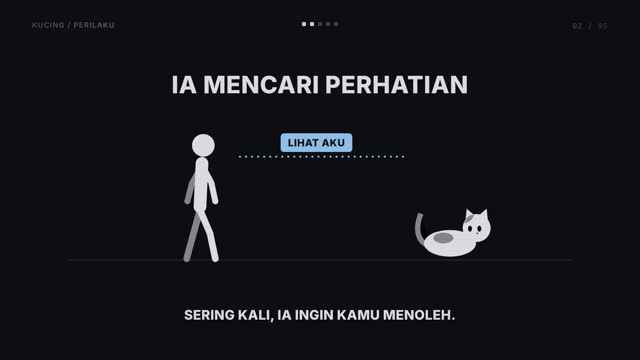 KUCING / PERILAKU
02 / 05
IA MENCARI PERHATIAN
LIHAT AKU
SERING KALI, IA INGIN KAMU MENOLEH.